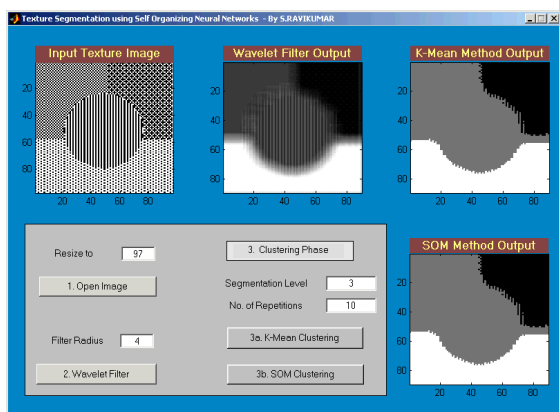 Texture Segmentation using Self Organizing Neural Networks - By S.RAVIKUMAR
Input Texture Image
Wavelet Filter Output
K-Mean Method Output
20
40
60
80
20 40 60 80
20
40
60
80
20 40 60 80
20
40
60
80
20 40 60 80
Resize to 97
1. Open Image
Filter Radius 4
2. Wavelet Filter
3. Clustering Phase
Segmentation Level 3
No. of Repetitions 10
3a. K-Mean Clustering
3b. SOM Clustering
SOM Method Output
20
40
60
80
20 40 60 80